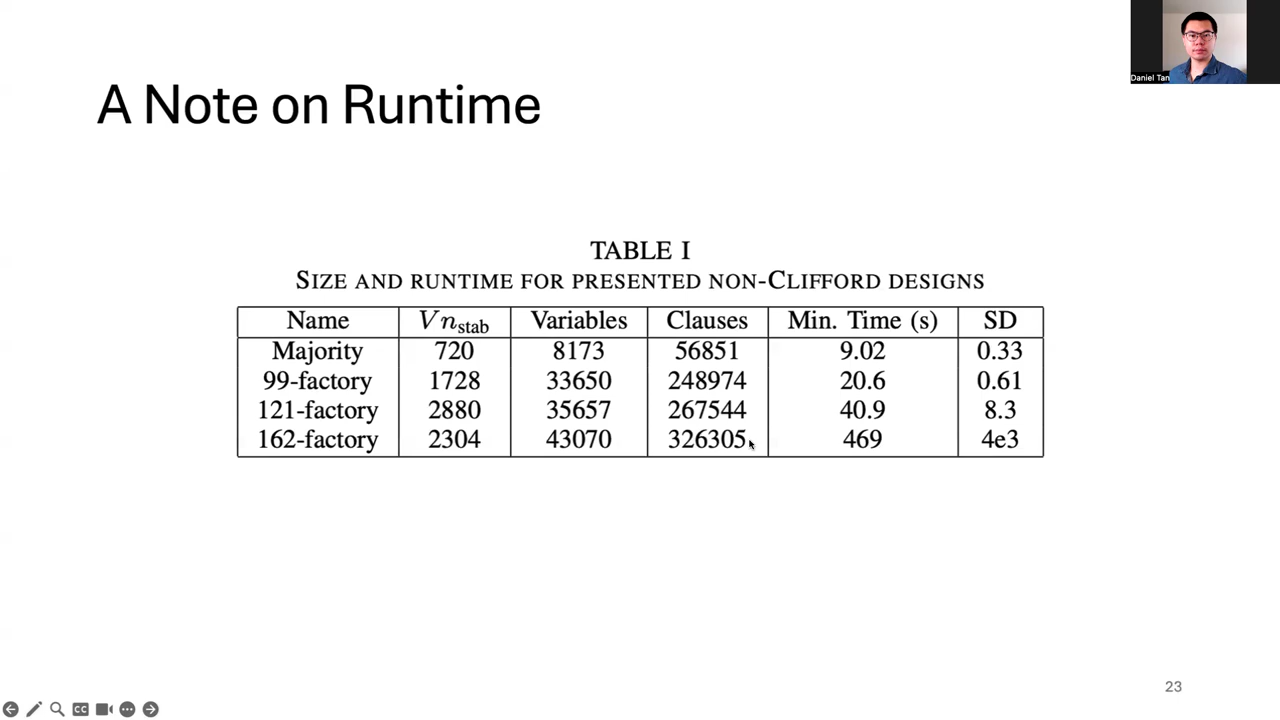 Daniel Tan
A Note on Runtime
TABLE I
SIZE AND RUNTIME FOR PRESENTED NON-CLIFFORD DESIGNS
Name V n_stab Variables Clauses Min. Time (s) SD
Majority 720 8173 56851 9.02 0.33
99-factory 1728 33650 248974 20.6 0.61
121-factory 2880 35657 267544 40.9 8.3
162-factory 2304 43070 326305 469 4e3
23
CC